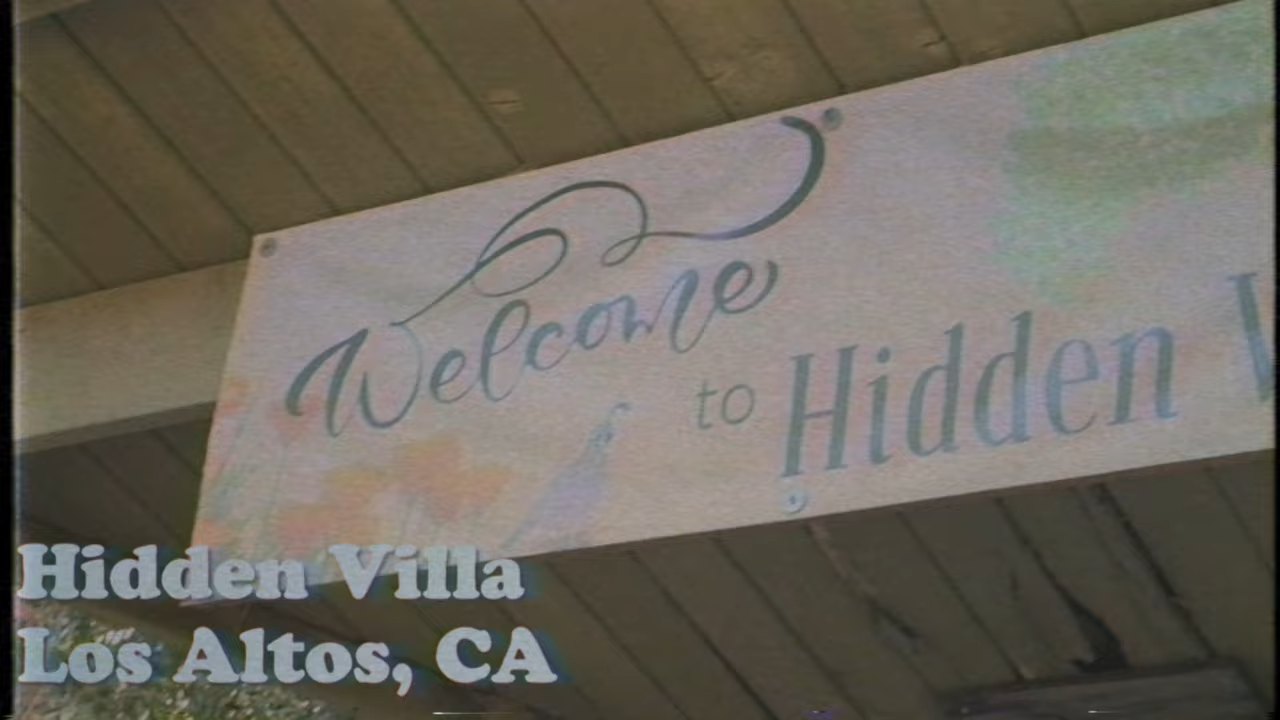 Welcome
to Hidden V
Hidden Villa
Los Altos, CA